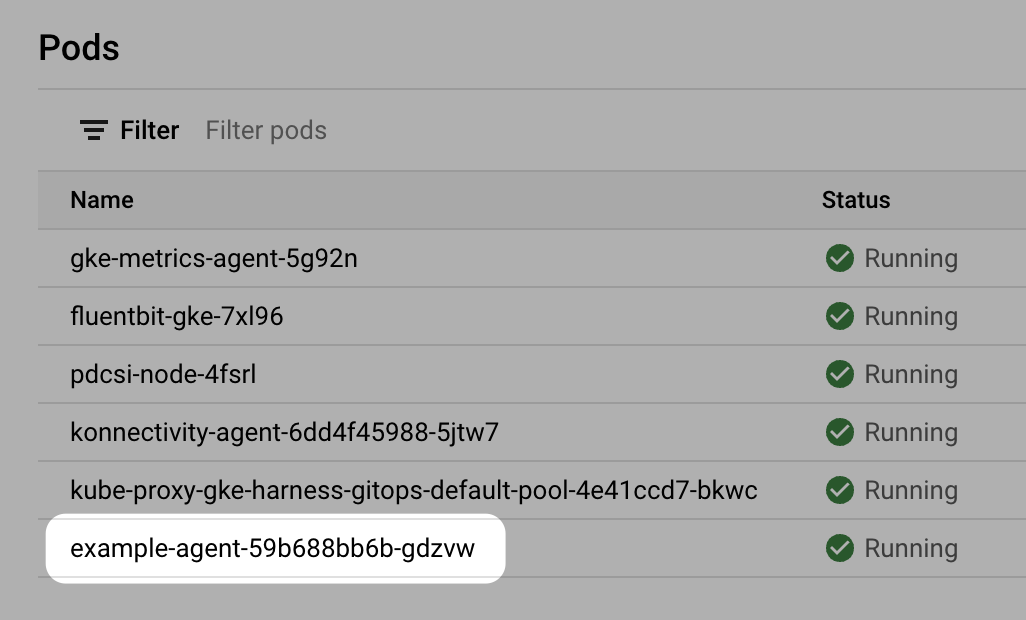 Pods
Filter Filter pods
Name Status
gke-metrics-agent-5g92n Running
fluentbit-gke-7xl96 Running
pdcsi-node-4fsrl Running
konnectivity-agent-6dd4f45988-5jtw7 Running
kube-proxy-gke-harness-gitops-default-pool-4e41ccd7-bkwc Running
example-agent-59b688bb6b-gdzvw Running